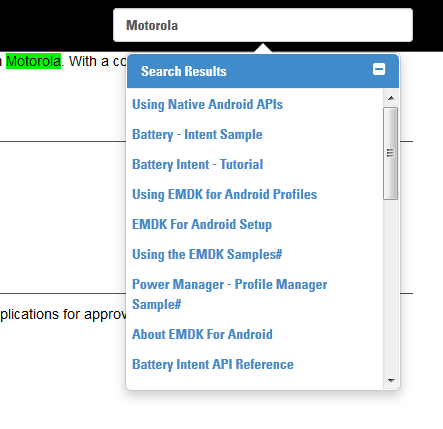 Motorola
Motorola. With a co
Search Results
Using Native Android APIs
Battery - Intent Sample
Battery Intent - Tutorial
Using EMDK for Android Profiles
EMDK For Android Setup
Using the EMDK Samples#
Power Manager - Profile Manager
Sample#
plications for approv
About EMDK For Android
Battery Intent API Reference